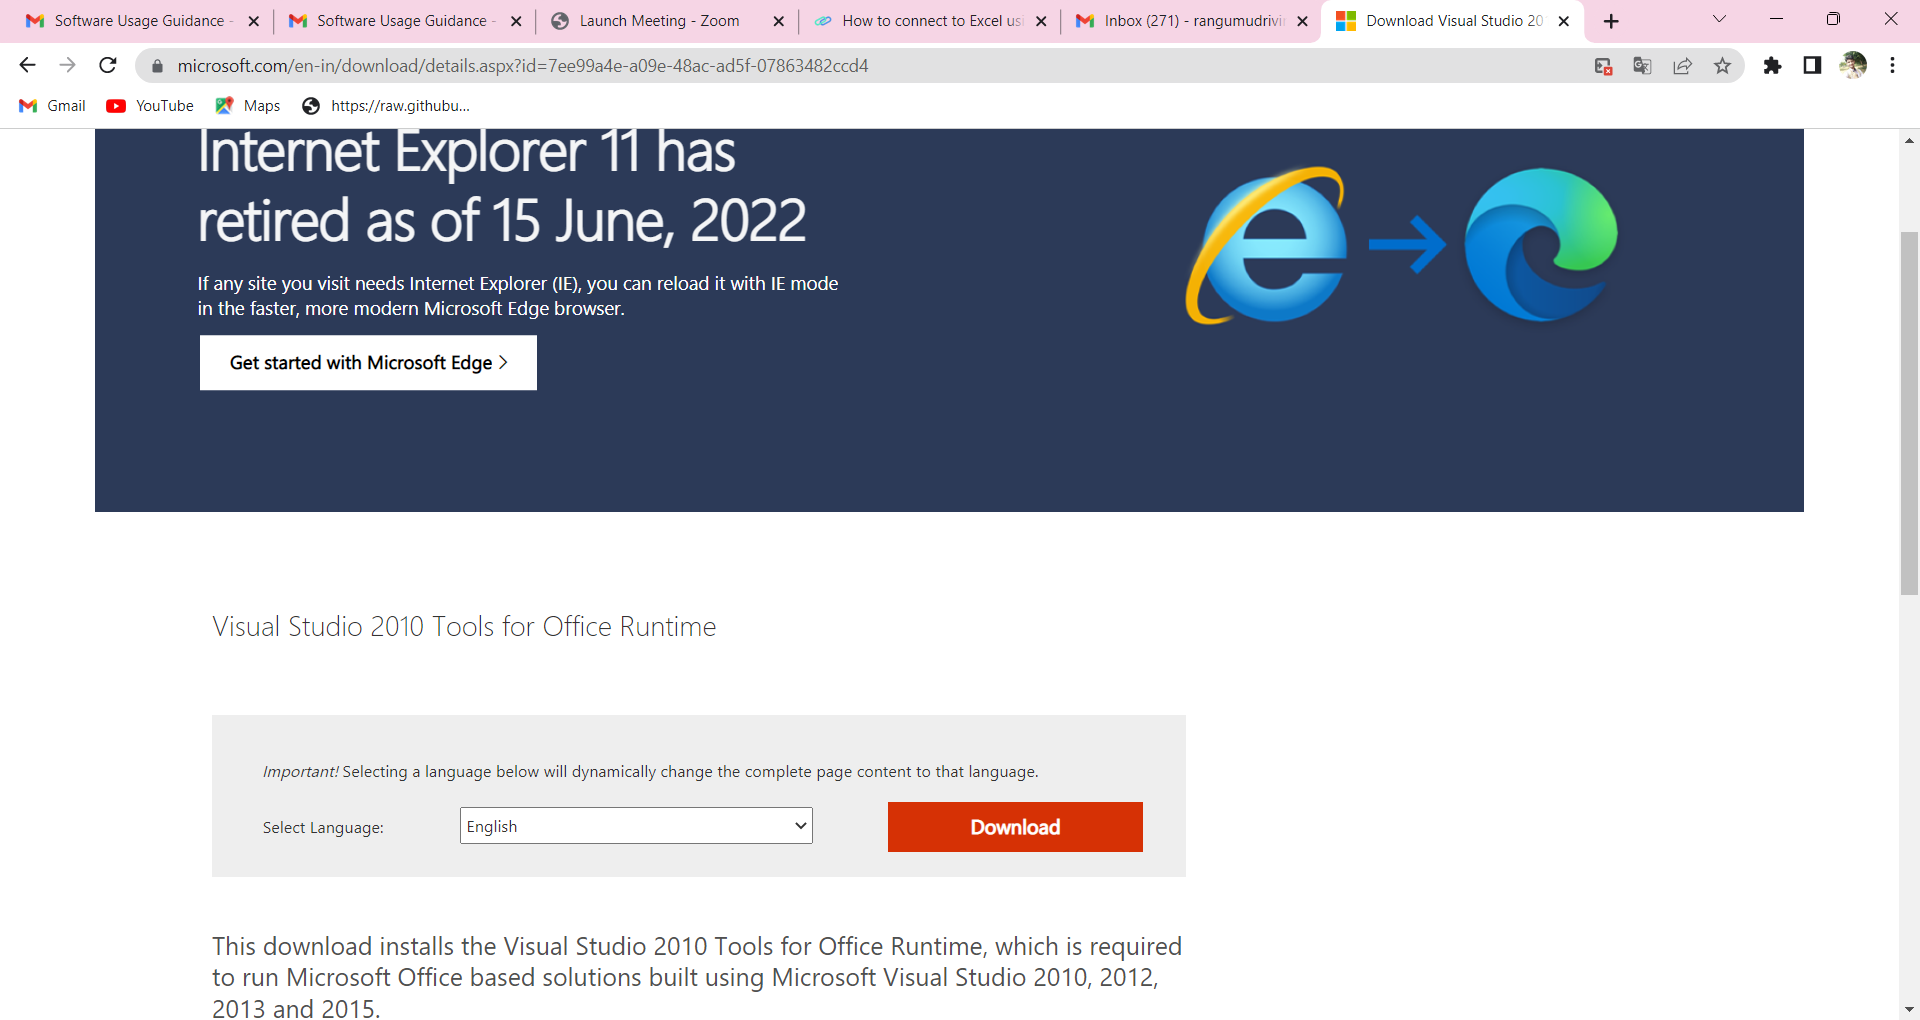 Software Usage Guidance -
Software Usage Guidance -
Launch Meeting - Zoom
How to connect to Excel usi
Inbox (271) - rangumudrivin
Download Visual Studio 201
microsoft.com/en-in/download/details.aspx?id=7ee99a4e-a09e-48ac-ad5f-07863482ccd4
Gmail
YouTube
Maps
https://raw.githubu...
Internet Explorer 11 has
retired as of 15 June, 2022
If any site you visit needs Internet Explorer (IE), you can reload it with IE mode
in the faster, more modern Microsoft Edge browser.
Get started with Microsoft Edge >
Visual Studio 2010 Tools for Office Runtime
Important! Selecting a language below will dynamically change the complete page content to that language.
Select Language:
English
Download
This download installs the Visual Studio 2010 Tools for Office Runtime, which is required
to run Microsoft Office based solutions built using Microsoft Visual Studio 2010, 2012,
2013 and 2015.